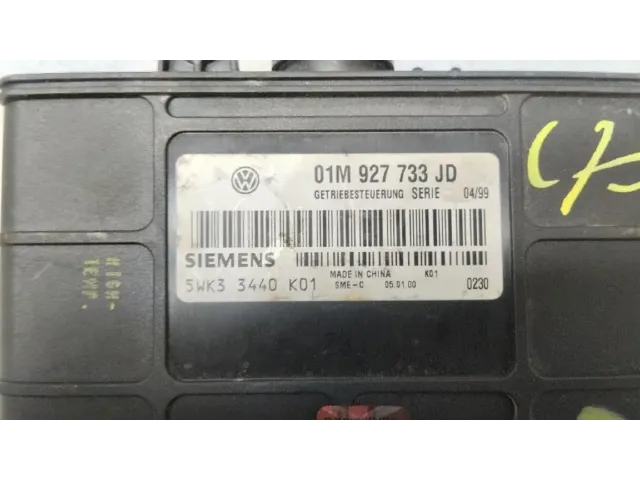 01M 927 733 JD
GETRIEBESTEUERUNG SERIE 04/99
SIEMENS
MADE IN CHINA K01
5WK3 3440 K01 SME-C 05.01.00 0230
HIGH-
TEMP.